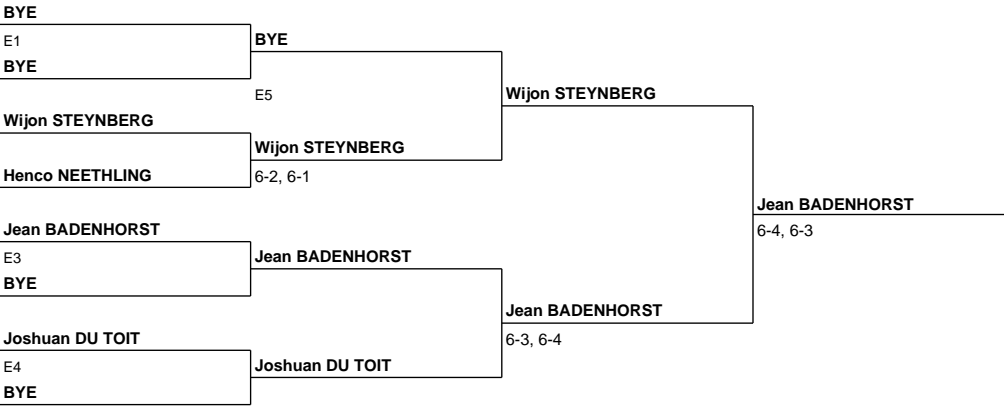 BYE
E1
BYE
BYE
E5
Wijon STEYNBERG
Wijon STEYNBERG
Wijon STEYNBERG
Henco NEETHLING
6-2, 6-1
Jean BADENHORST
6-4, 6-3
Jean BADENHORST
E3
Jean BADENHORST
BYE
Jean BADENHORST
6-3, 6-4
Joshuan DU TOIT
E4
Joshuan DU TOIT
BYE